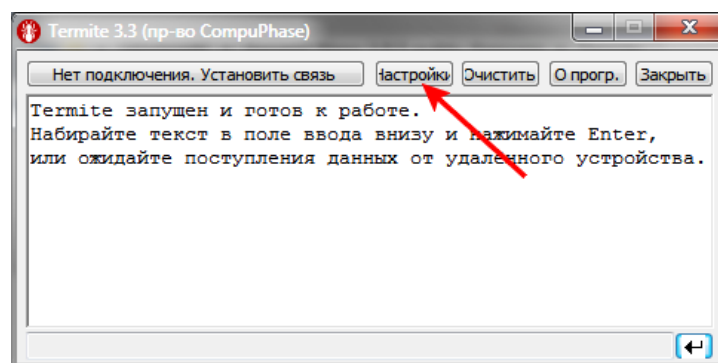 Termite 3.3 (пр-во CompuPhase)
Нет подключения. Установить связь Настройки Очистить О прогр. Закрыть
Termite запущен и готов к работе.
Набирайте текст в поле ввода внизу и нажимайте Enter,
или ожидайте поступления данных от удаленного устройства.